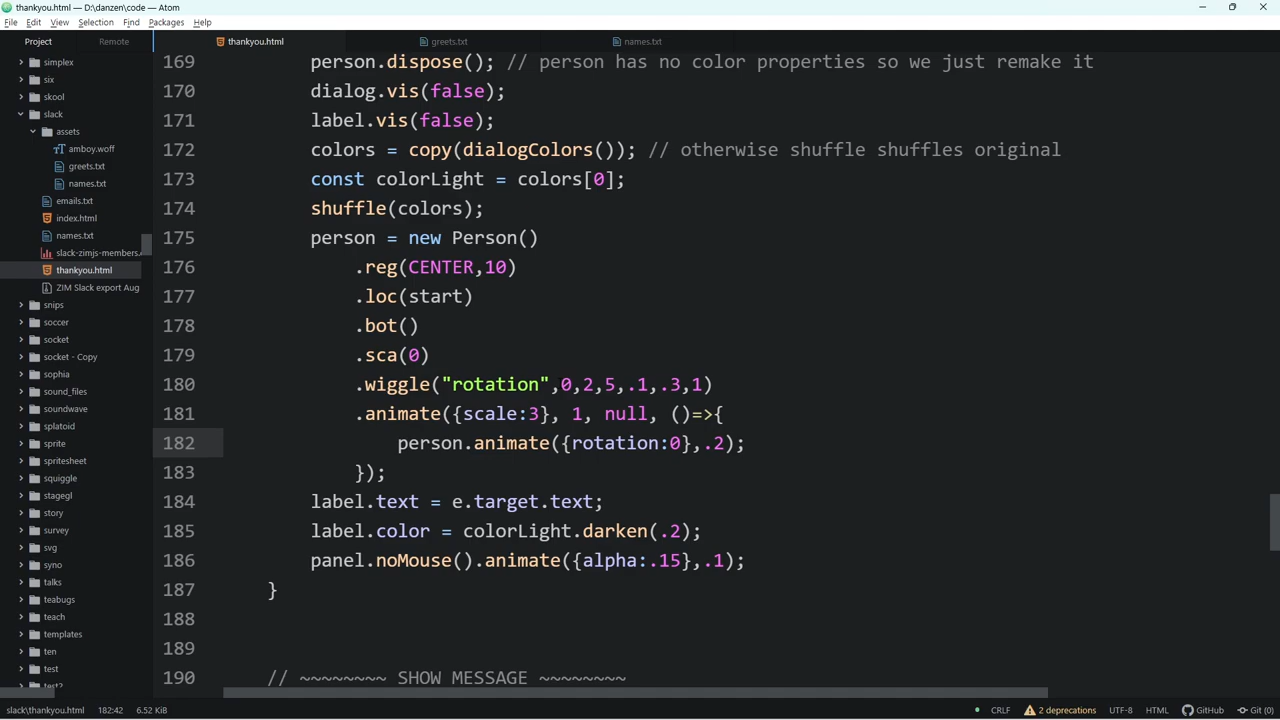 thankyou.html — D:\danzen\code — Atom
File Edit View Selection Find Packages Help
Project Remote
thankyou.html greets.txt names.txt
simplex
six
skool
slack
assets
amboy.woff
greets.txt
names.txt
emails.txt
index.html
names.txt
slack-zimjs-members.
thankyou.html
ZIM Slack export Aug
snips
soccer
socket
socket - Copy
sophia
sound_files
soundwave
splatoid
sprite
spritesheet
squiggle
stagegl
story
survey
svg
syno
talks
teabugs
teach
templates
ten
test
test2
169 person.dispose(); // person has no color properties so we just remake it
170 dialog.vis(false);
171 label.vis(false);
172 colors = copy(dialogColors()); // otherwise shuffle shuffles original
173 const colorLight = colors[0];
174 shuffle(colors);
175 person = new Person()
176 .reg(CENTER,10)
177 .loc(start)
178 .bot()
179 .sca(0)
180 .wiggle("rotation",0,2,5,.1,.3,1)
181 .animate({scale:3}, 1, null, ()=>{
182 person.animate({rotation:0},.2);
183 });
184 label.text = e.target.text;
185 label.color = colorLight.darken(.2);
186 panel.noMouse().animate({alpha:.15},.1);
187 }
188
189
190 // ~~~~~~~~ SHOW MESSAGE ~~~~~~~~
slack\thankyou.html 182:42 6.52 KiB CRLF 2 deprecations UTF-8 HTML GitHub Git (0)